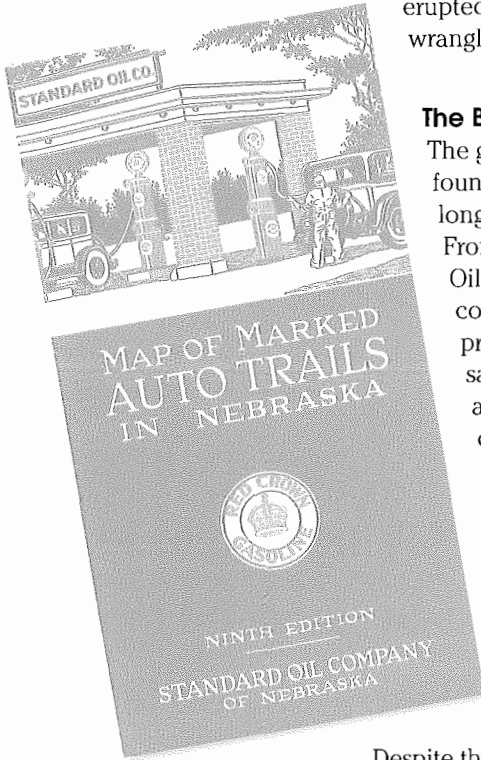 erupted
wrangl
STANDARD OIL CO.
The B
The g
foun
long
Fro
Oil
co
pr
sa
a
MAP OF MARKED
AUTO TRAILS
IN NEBRASKA
RED CROWN
GASOLINE
NINTH EDITION
STANDARD OIL COMPANY
OF NEBRASKA
Despite th